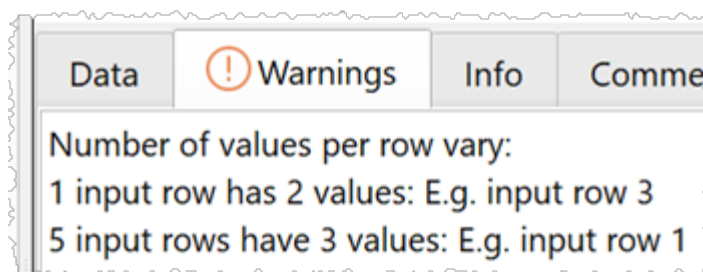 Data Warnings Info Comme
Number of values per row vary:
1 input row has 2 values: E.g. input row 3
5 input rows have 3 values: E.g. input row 1